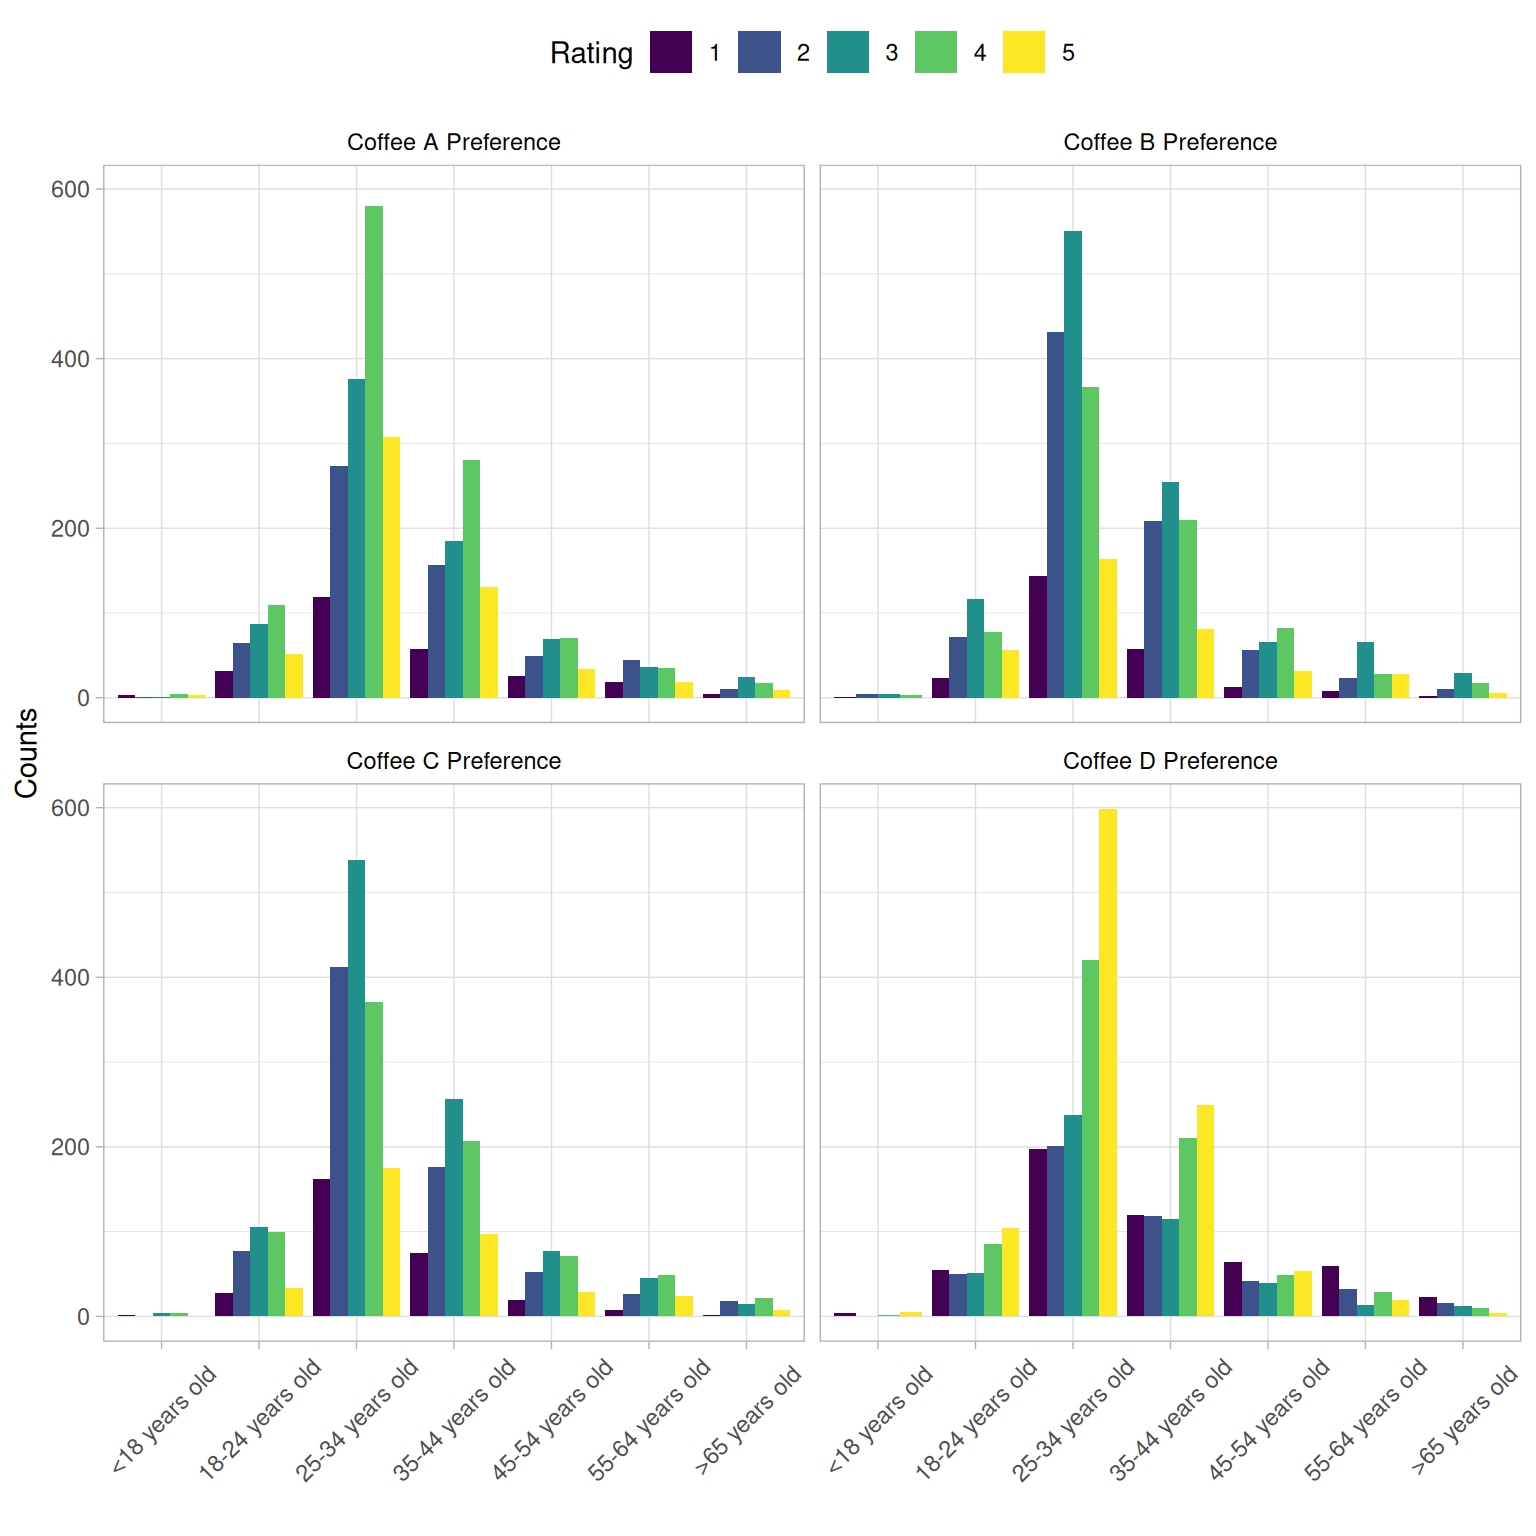 Rating 1 2 3 4 5
Coffee A Preference
Coffee B Preference
600
400
200
0
Counts
Coffee C Preference
Coffee D Preference
600
400
200
0
<18 years old
18-24 years old
25-34 years old
35-44 years old
45-54 years old
55-64 years old
>65 years old
<18 years old
18-24 years old
25-34 years old
35-44 years old
45-54 years old
55-64 years old
>65 years old